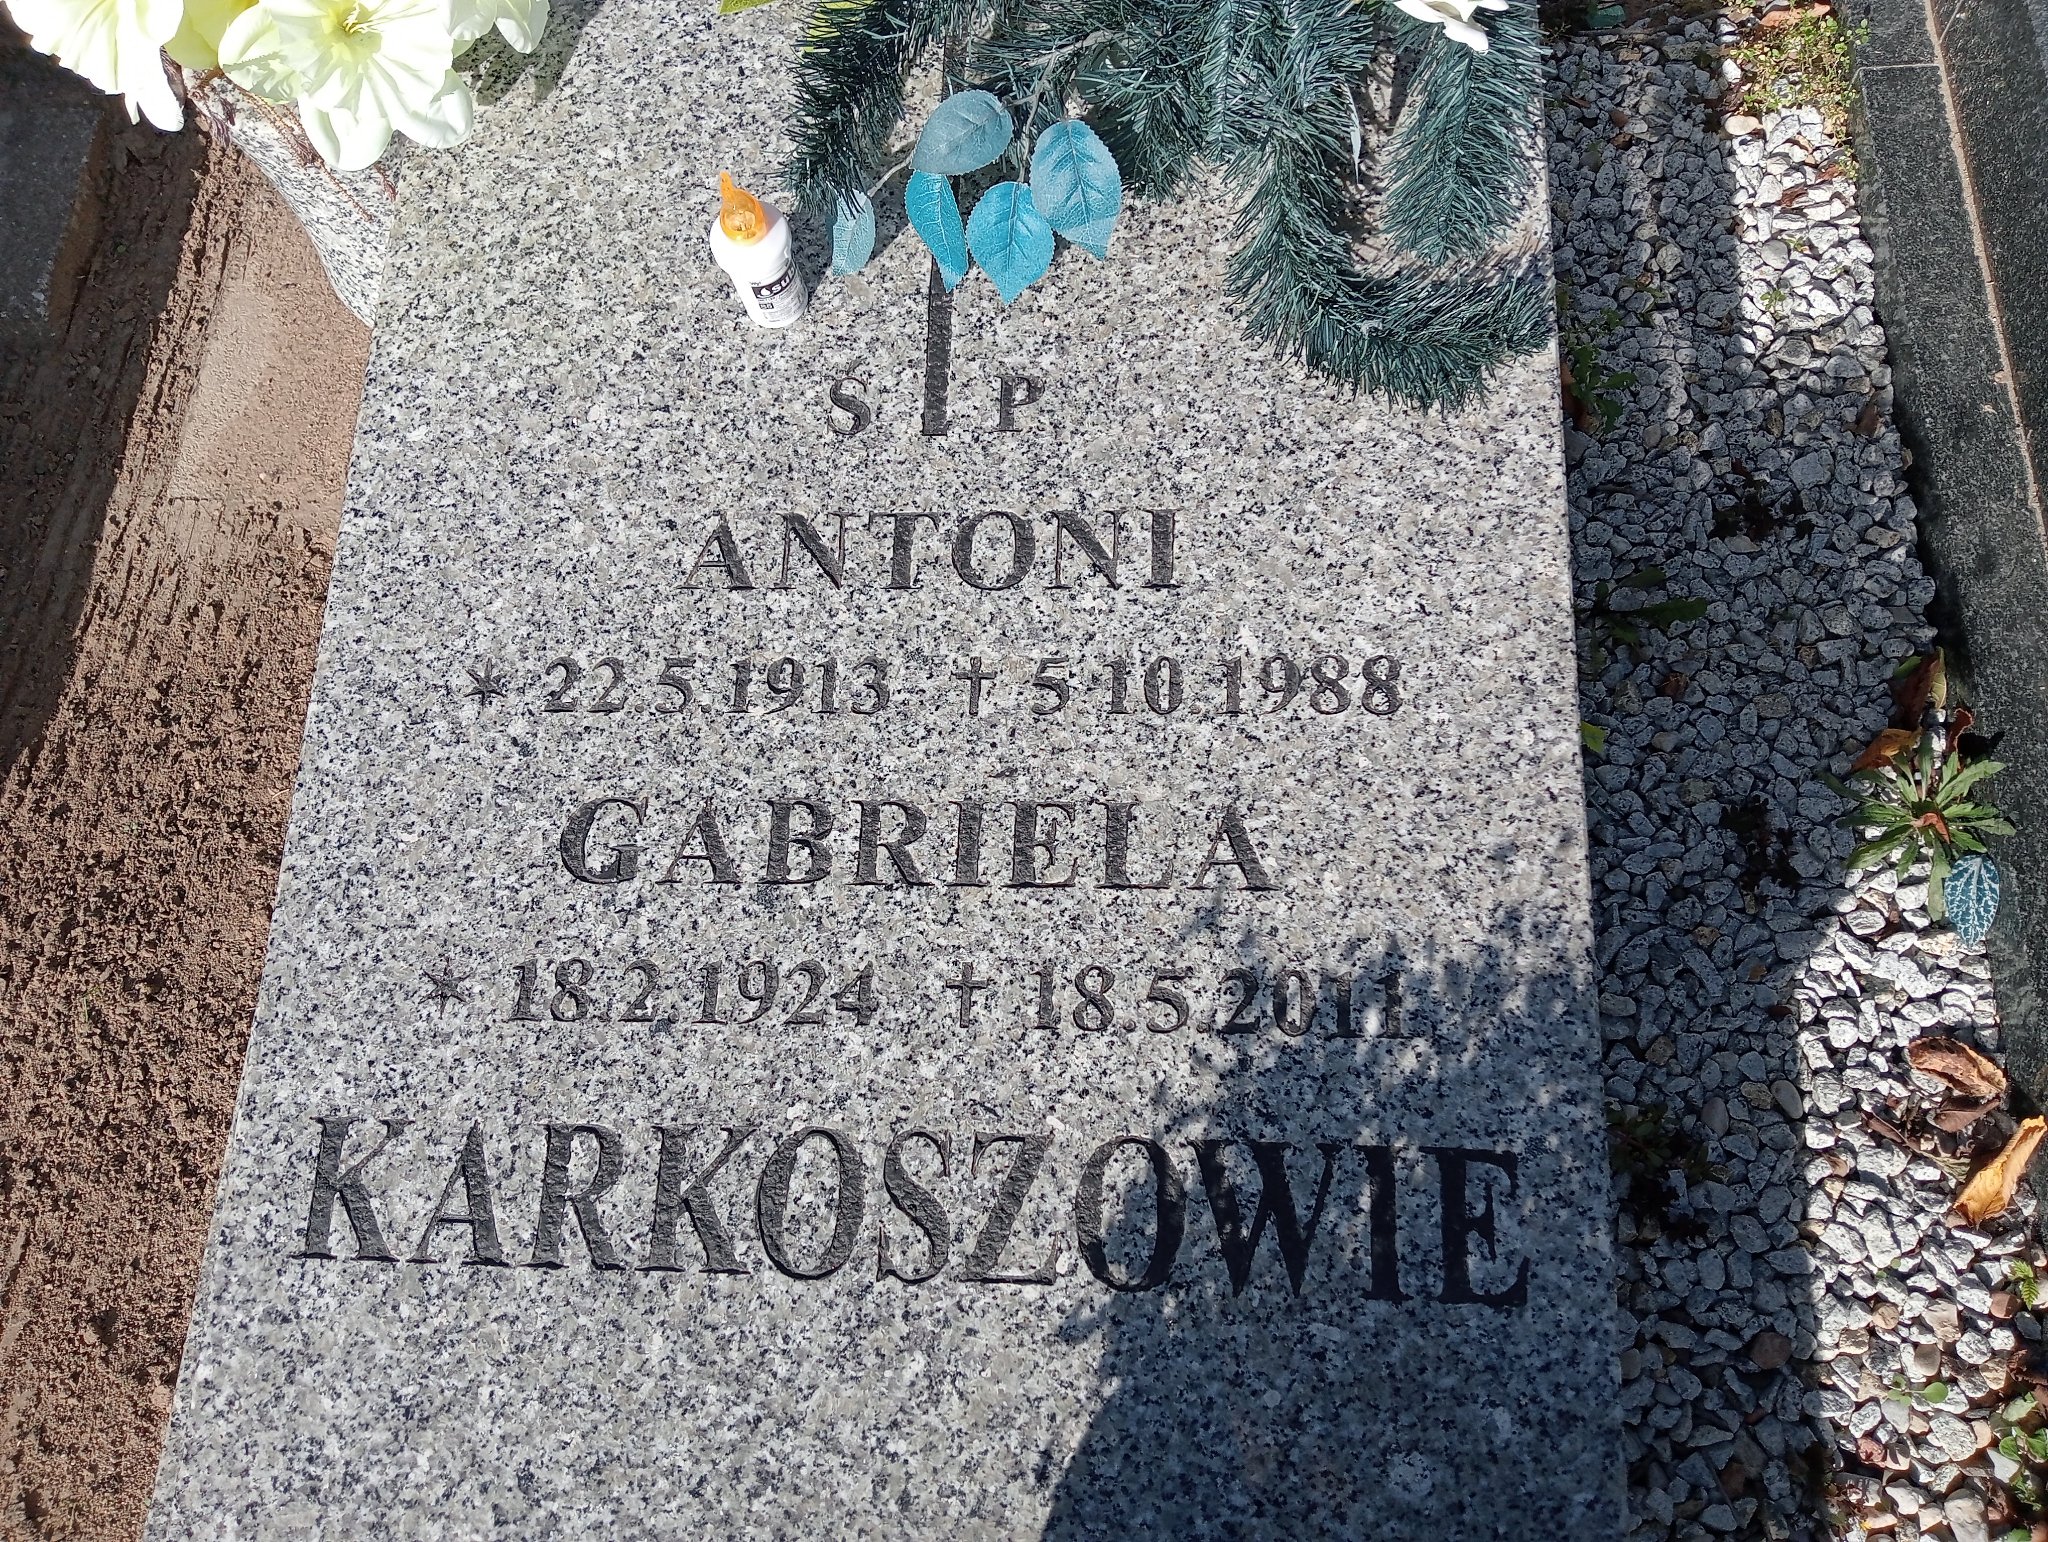 S P
ANTONI
* 22.5.1913 † 5.10.1988
GABRIELA
* 18.2.1924 † 18.5.2011
KARKOSZOWIE